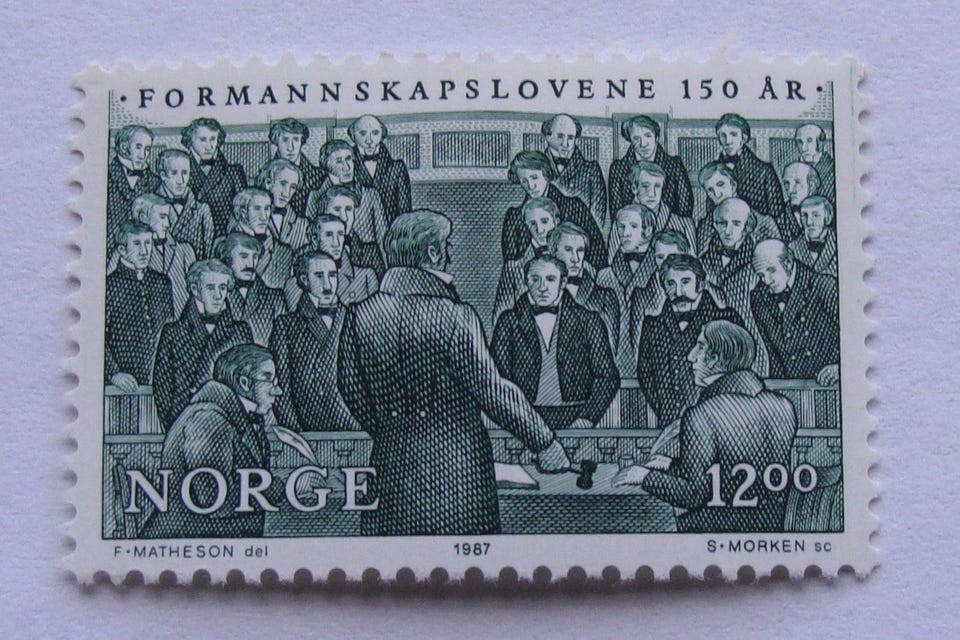 · FORMANNSKAPSLOVENE 150 ÅR ·
NORGE 12⁰⁰
F·MATHESON del 1987 S·MORKEN sc